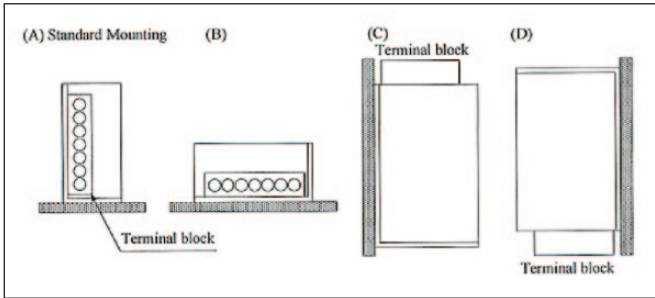 (A) Standard Mounting
(B)
(C)
(D)
Terminal block
Terminal block
Terminal block